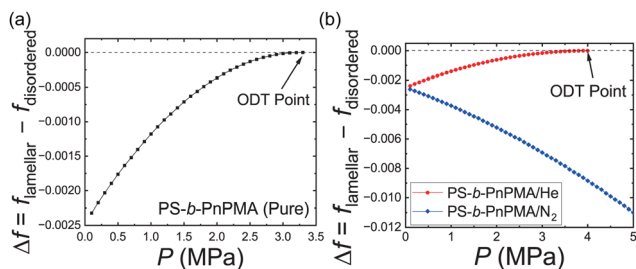 (a)
0.0000
-0.0005
-0.0010
-0.0015
-0.0020
-0.0025
Δf = f_lamellar − f_disordered
ODT Point
PS-b-PnPMA (Pure)
0.0 0.5 1.0 1.5 2.0 2.5 3.0 3.5
P (MPa)
(b)
0.000
-0.002
-0.004
-0.006
-0.008
-0.010
-0.012
Δf = f_lamellar − f_disordered
ODT Point
PS-b-PnPMA/He
PS-b-PnPMA/N₂
0 1 2 3 4 5
P (MPa)